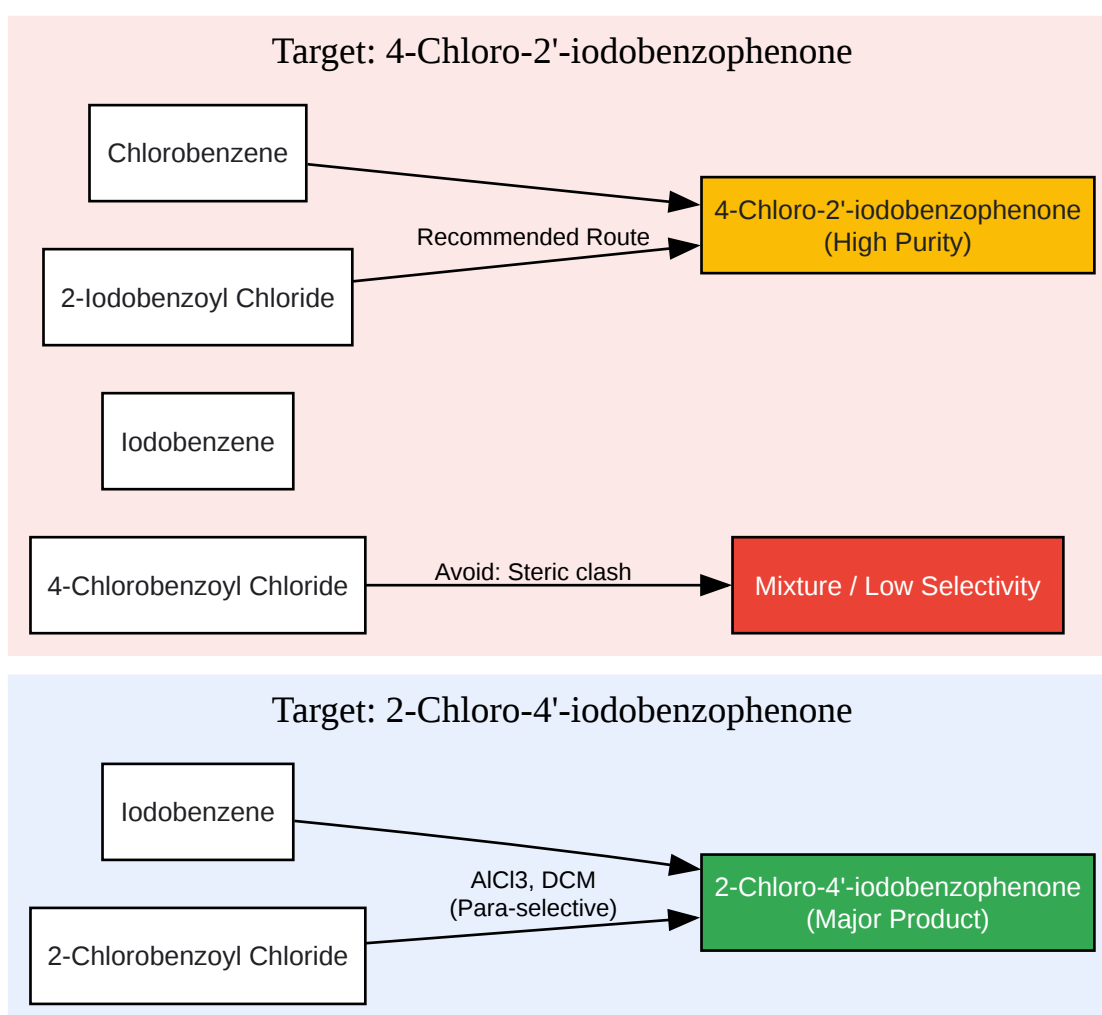 Target: 4-Chloro-2'-iodobenzophenone
Chlorobenzene
4-Chloro-2'-iodobenzophenone
(High Purity)
Recommended Route
2-Iodobenzoyl Chloride
Iodobenzene
4-Chlorobenzoyl Chloride
Avoid: Steric clash
Mixture / Low Selectivity
Target: 2-Chloro-4'-iodobenzophenone
Iodobenzene
AlCl3, DCM
(Para-selective)
2-Chloro-4'-iodobenzophenone
(Major Product)
2-Chlorobenzoyl Chloride